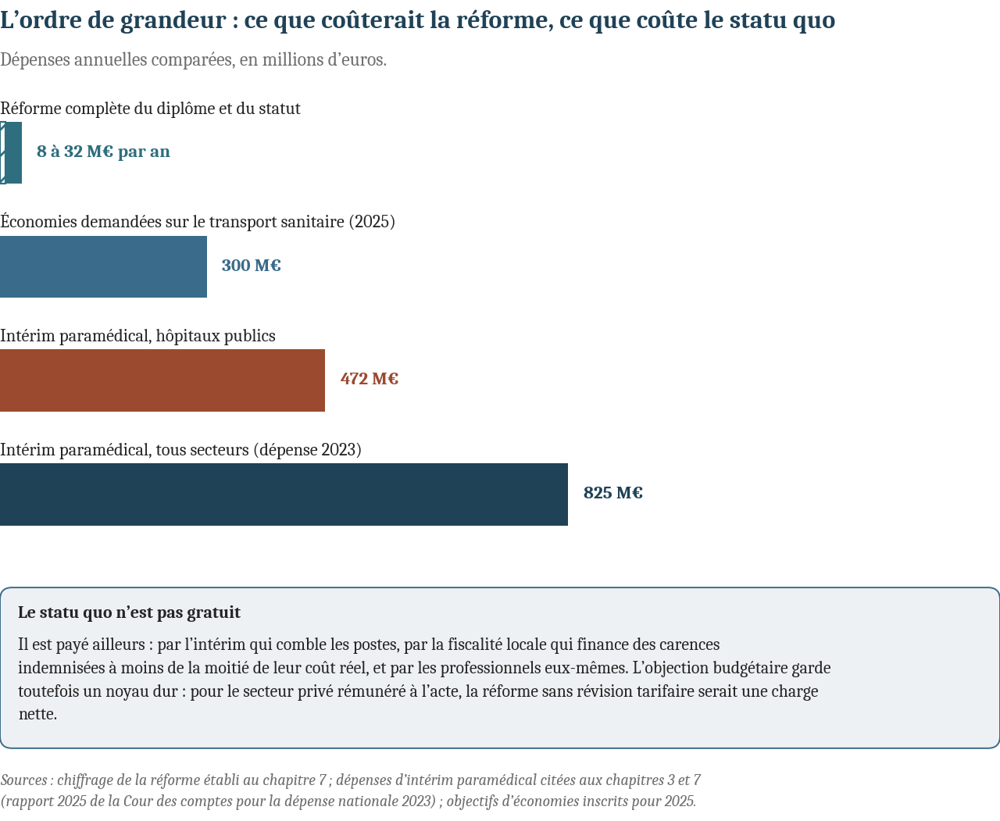 L’ordre de grandeur : ce que coûterait la réforme, ce que coûte le statu quo
Dépenses annuelles comparées, en millions d’euros.
Réforme complète du diplôme et du statut
8 à 32 M€ par an
Économies demandées sur le transport sanitaire (2025)
300 M€
Intérim paramédical, hôpitaux publics
472 M€
Intérim paramédical, tous secteurs (dépense 2023)
825 M€
Le statu quo n’est pas gratuit
Il est payé ailleurs : par l’intérim qui comble les postes, par la fiscalité locale qui finance des carences
indemnisées à moins de la moitié de leur coût réel, et par les professionnels eux-mêmes. L’objection budgétaire garde
toutefois un noyau dur : pour le secteur privé rémunéré à l’acte, la réforme sans révision tarifaire serait une charge
nette.
Sources : chiffrage de la réforme établi au chapitre 7 ; dépenses d’intérim paramédical citées aux chapitres 3 et 7
(rapport 2025 de la Cour des comptes pour la dépense nationale 2023) ; objectifs d’économies inscrits pour 2025.